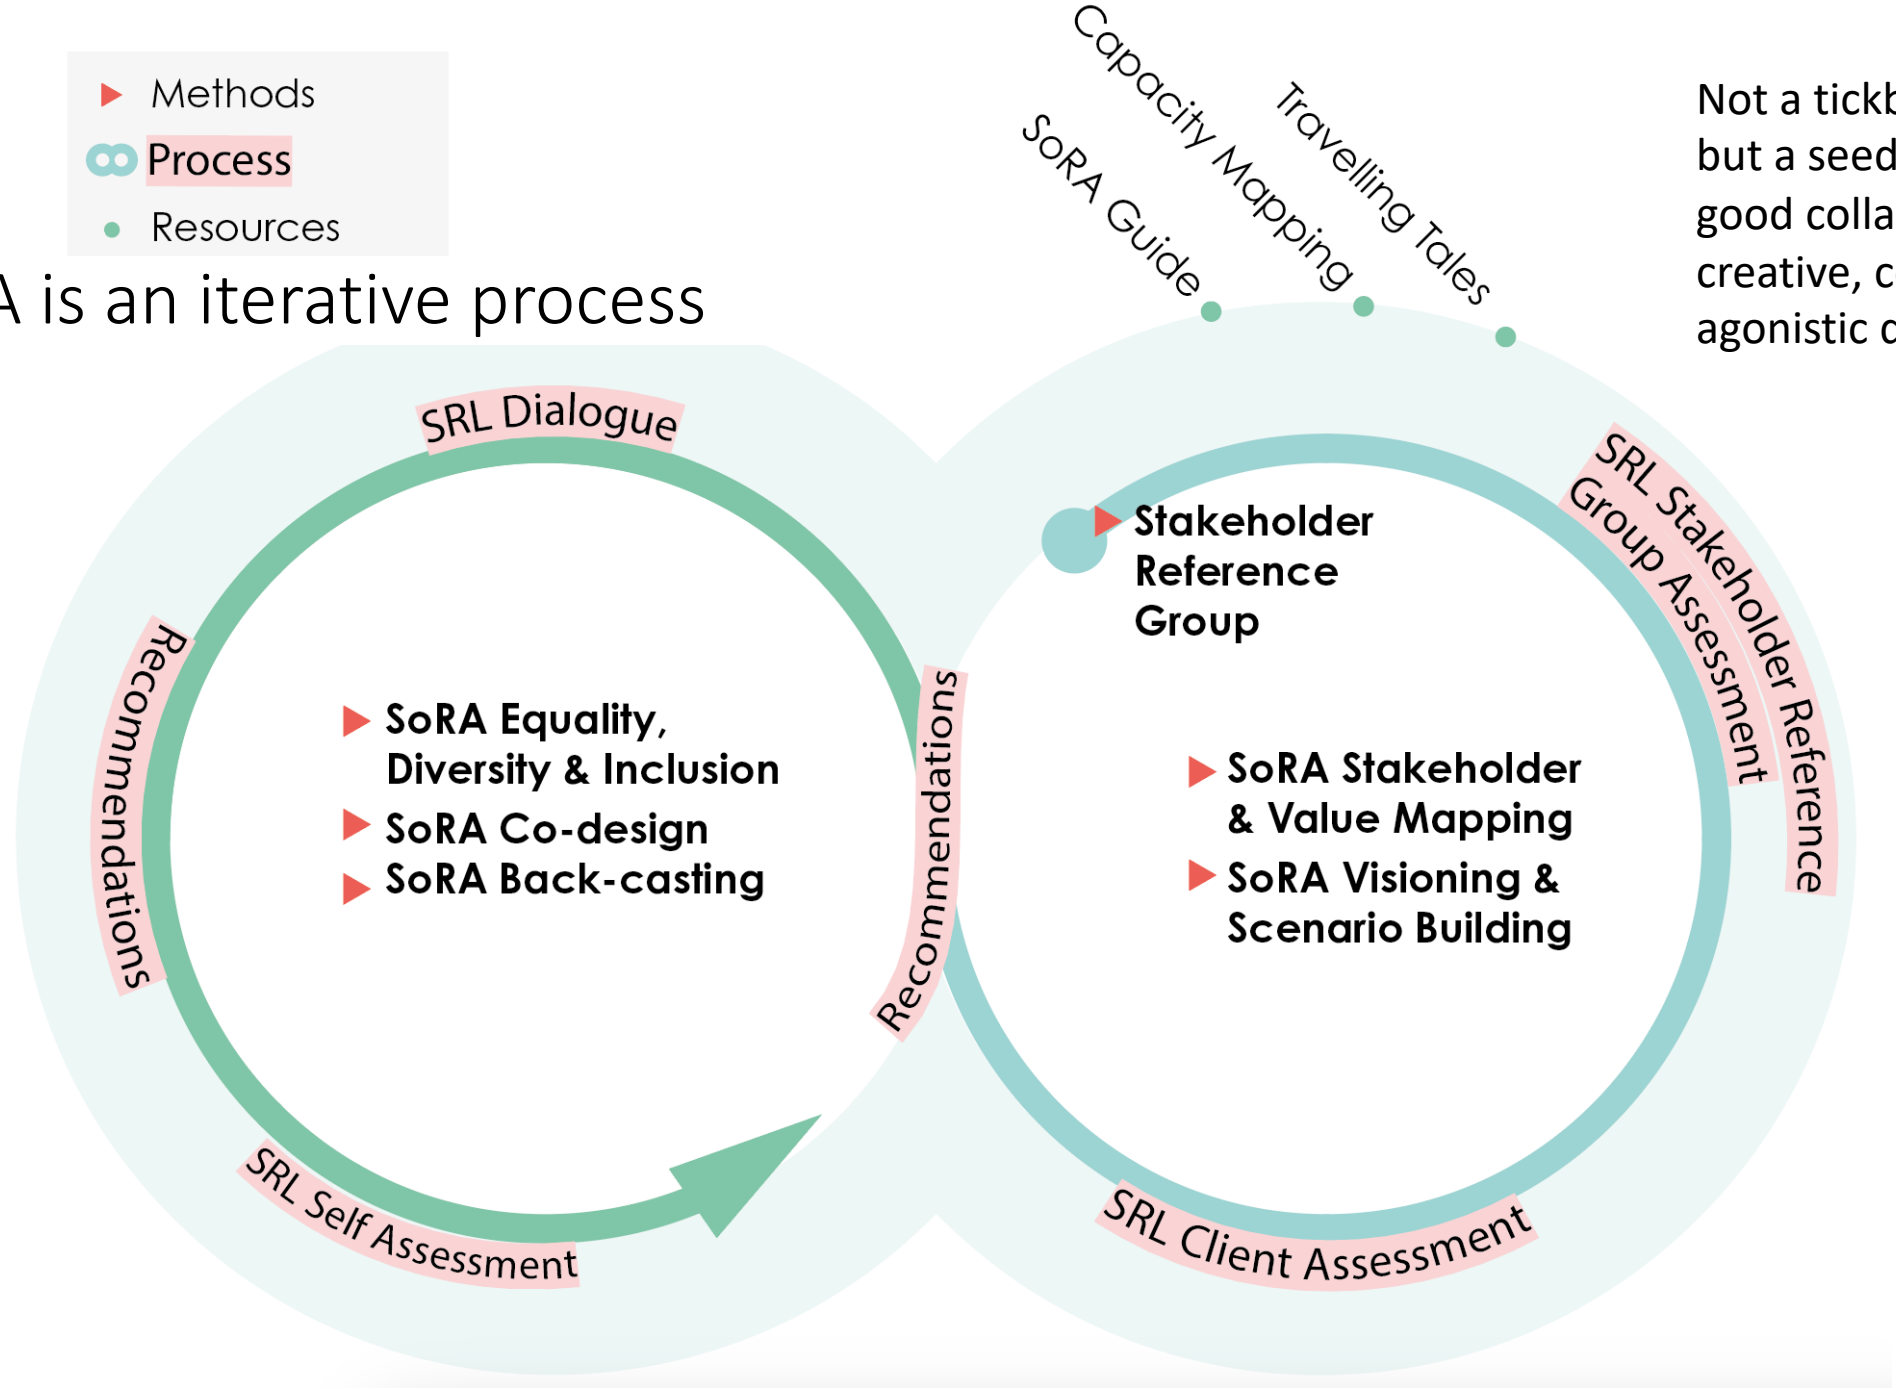 Methods
Process
Resources
A is an iterative process
SoRA Guide
Capacity Mapping
Travelling Tales
Not a tickb
but a seed
good colla
creative, c
agonistic d
SRL Dialogue
Recommendations
SRL Self Assessment
SoRA Equality,
Diversity & Inclusion
SoRA Co-design
SoRA Back-casting
Recommendations
Stakeholder
Reference
Group
SRL Stakeholder Reference
Group Assessment
SoRA Stakeholder
& Value Mapping
SoRA Visioning &
Scenario Building
SRL Client Assessment